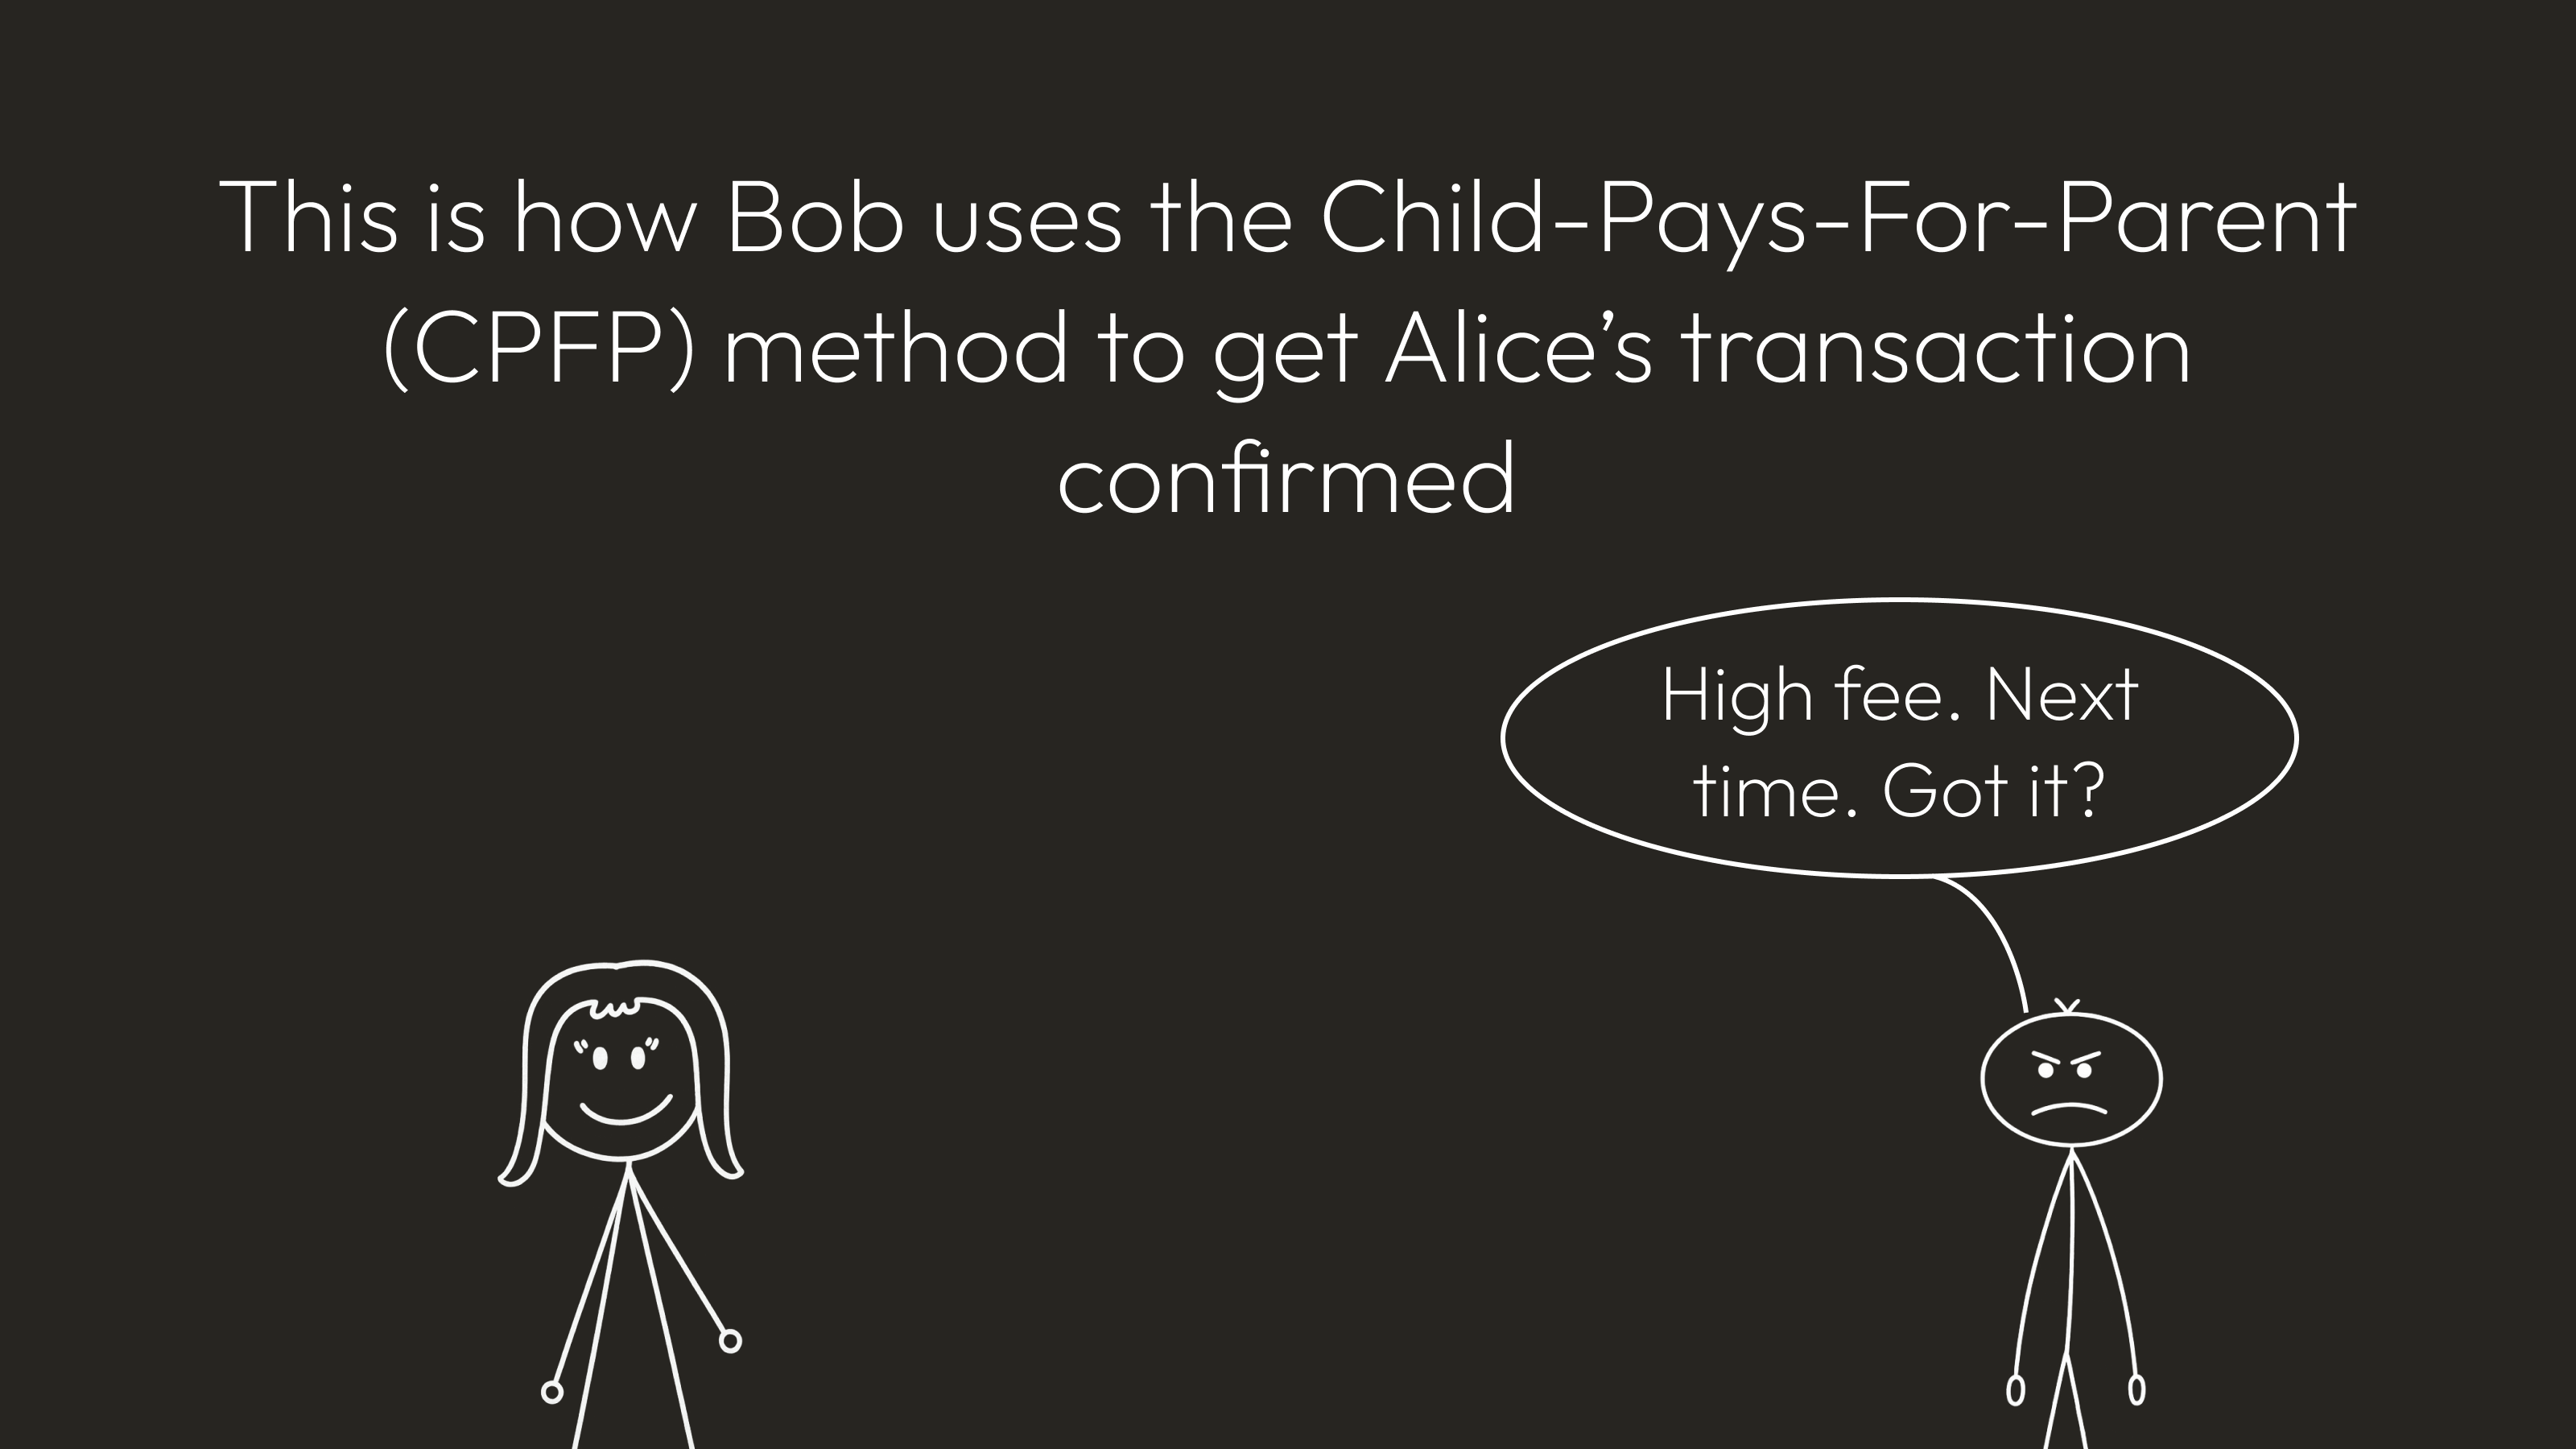 This is how Bob uses the Child-Pays-For-Parent
(CPFP) method to get Alice’s transaction
confirmed
High fee. Next
time. Got it?